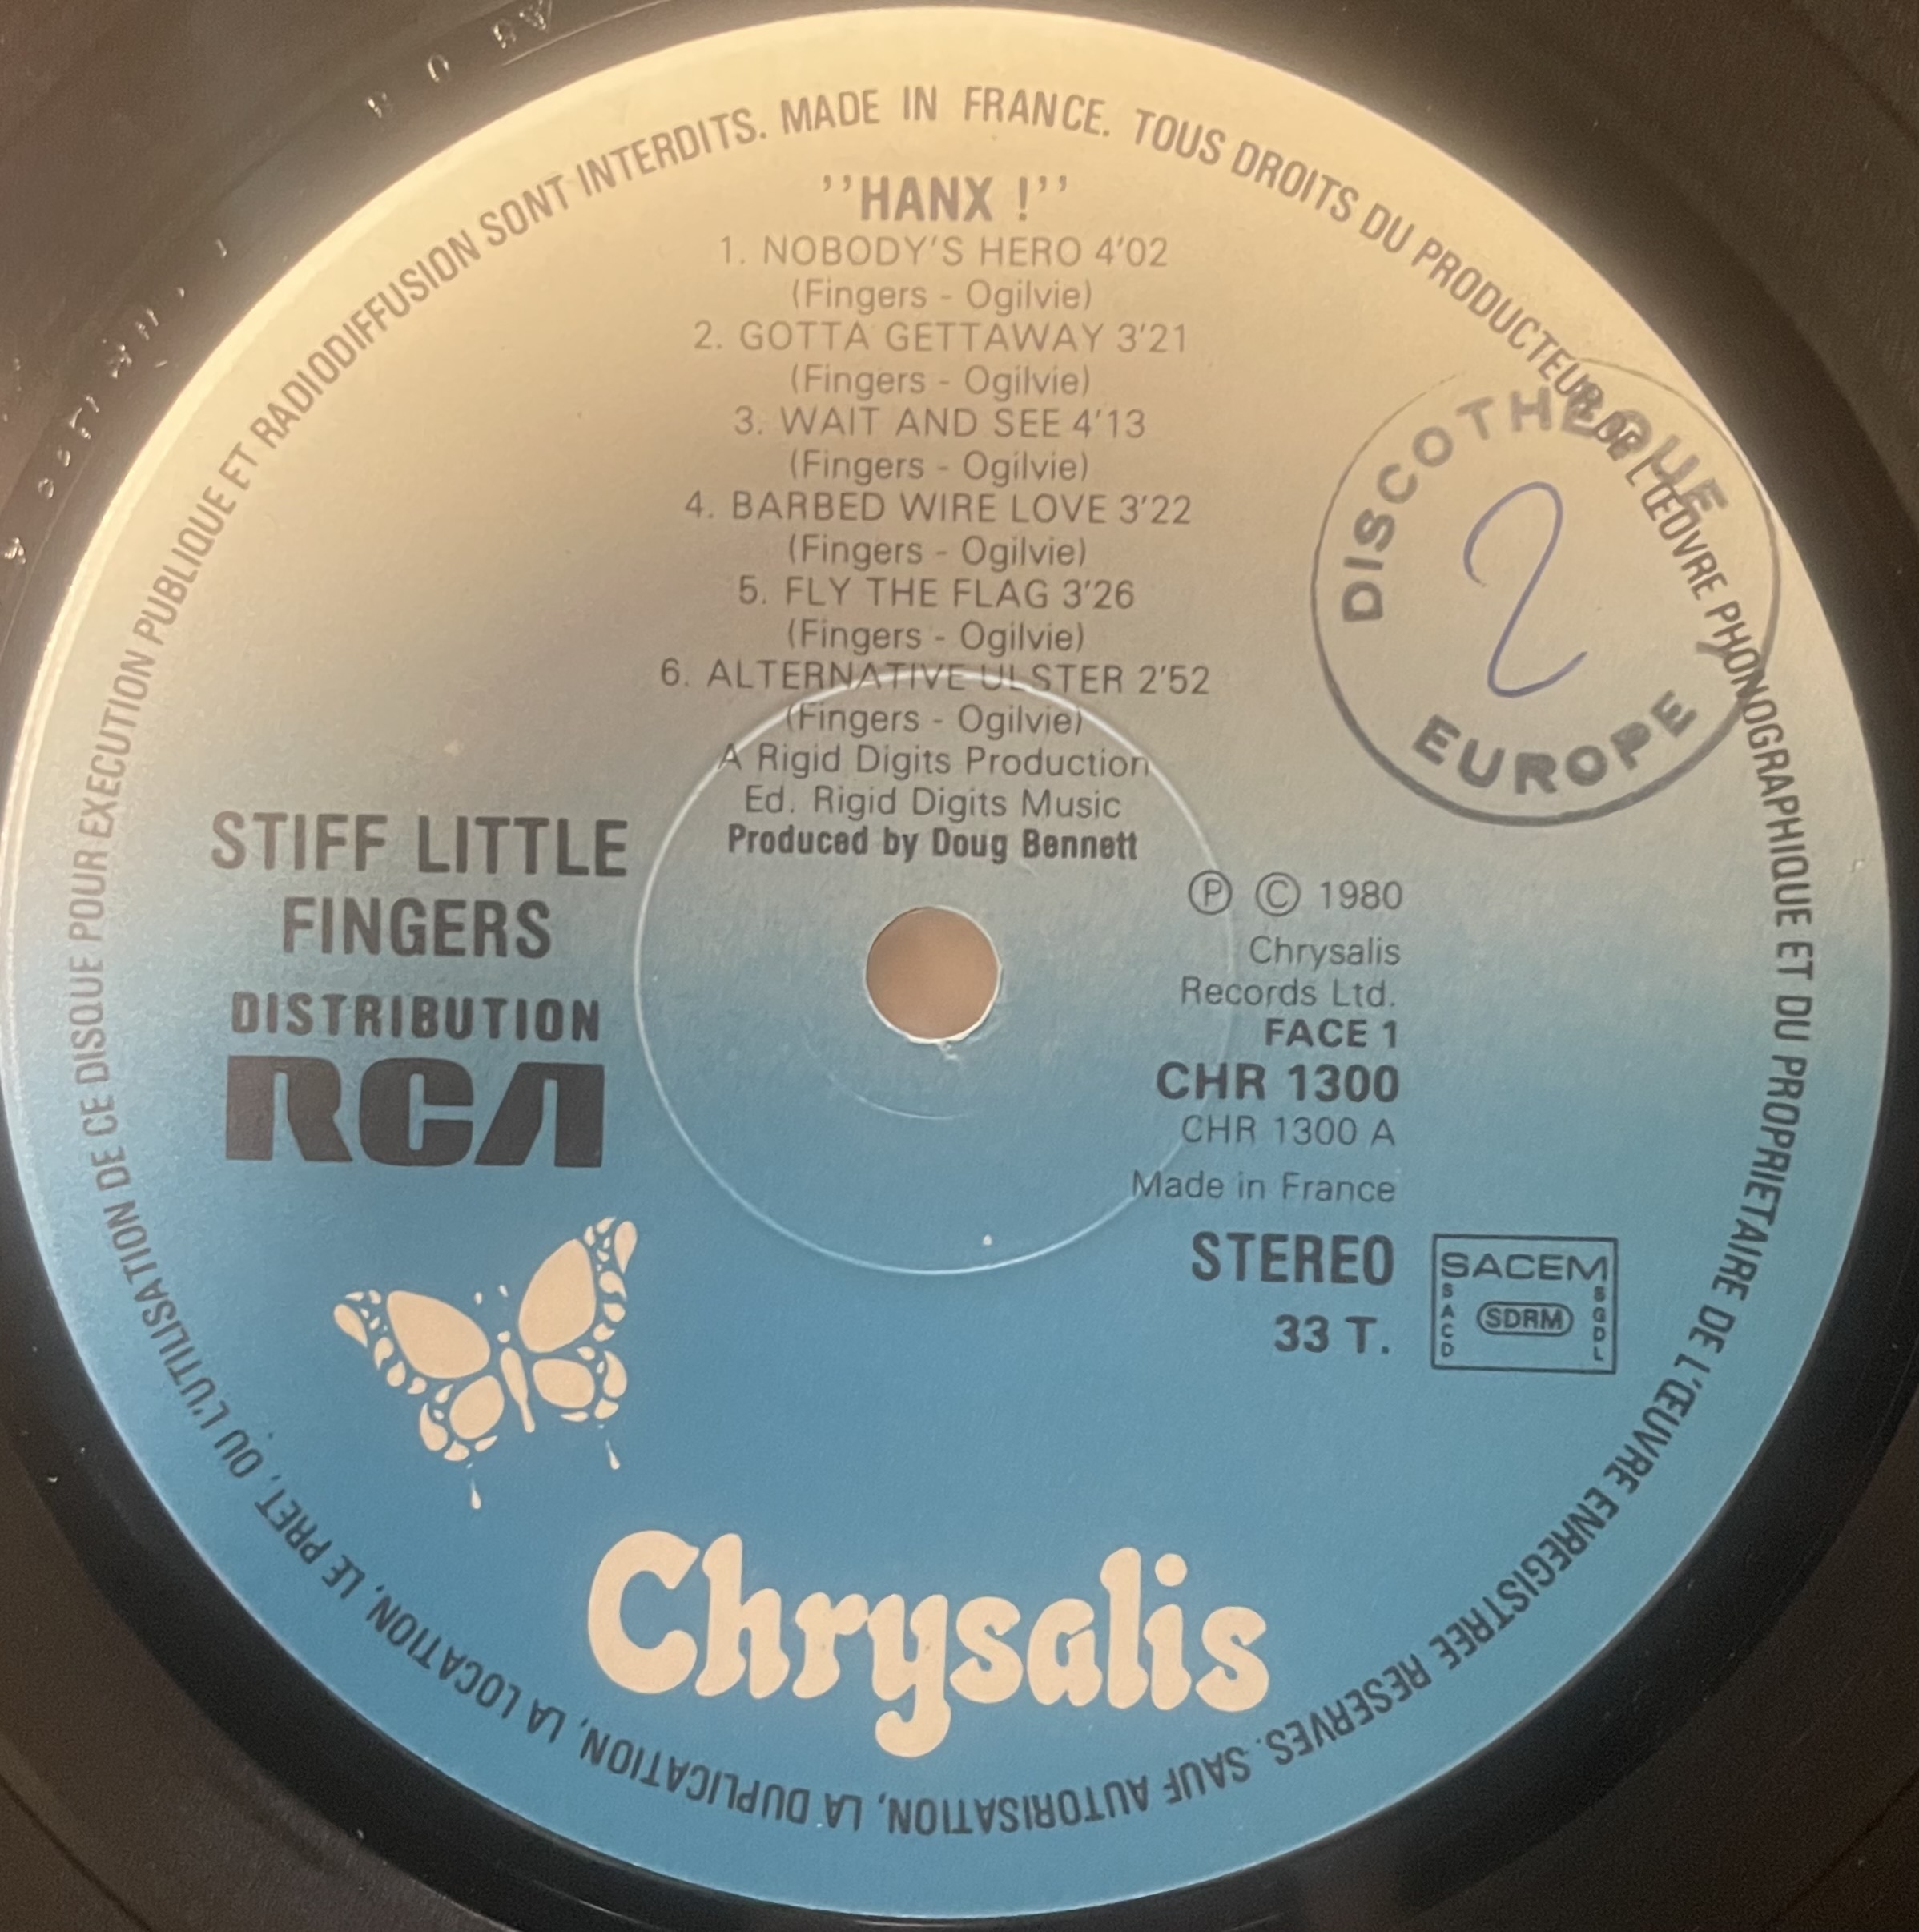 MADE IN FRANCE. TOUS DROITS DU PRODUCTEUR DE L'ŒUVRE PHONOGRAPHIQUE ET DU PROPRIETAIRE DE L'ŒUVRE ENREGISTREE RESERVES. SAUF AUTORISATION, LA DUPLICATION, LA LOCATION, LE PRET, OU L'UTILISATION DE CE DISQUE POUR EXECUTION PUBLIQUE ET RADIODIFFUSION SONT INTERDITS.
''HANX !''
1. NOBODY'S HERO 4'02
(Fingers - Ogilvie)
2. GOTTA GETTAWAY 3'21
(Fingers - Ogilvie)
3. WAIT AND SEE 4'13
(Fingers - Ogilvie)
4. BARBED WIRE LOVE 3'22
(Fingers - Ogilvie)
5. FLY THE FLAG 3'26
(Fingers - Ogilvie)
6. ALTERNATIVE ULSTER 2'52
(Fingers - Ogilvie)
A Rigid Digits Production
Ed. Rigid Digits Music
Produced by Doug Bennett
DISCOTHEQUE
2
EUROPE
STIFF LITTLE
FINGERS
DISTRIBUTION
RCA
Ⓟ © 1980
Chrysalis
Records Ltd.
FACE 1
CHR 1300
CHR 1300 A
Made in France
STEREO
33 T.
SACEM
SACD
SDRM
SGDL
Chrysalis